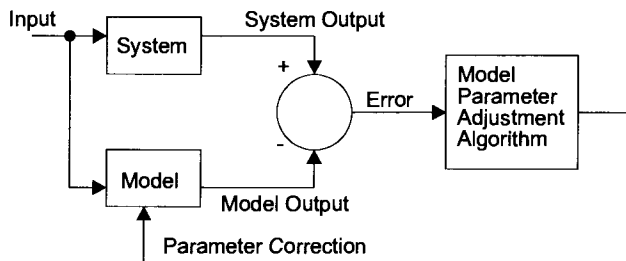 Input
System Output
System
+
Error
Model
Parameter
Adjustment
Algorithm
-
Model
Model Output
Parameter Correction